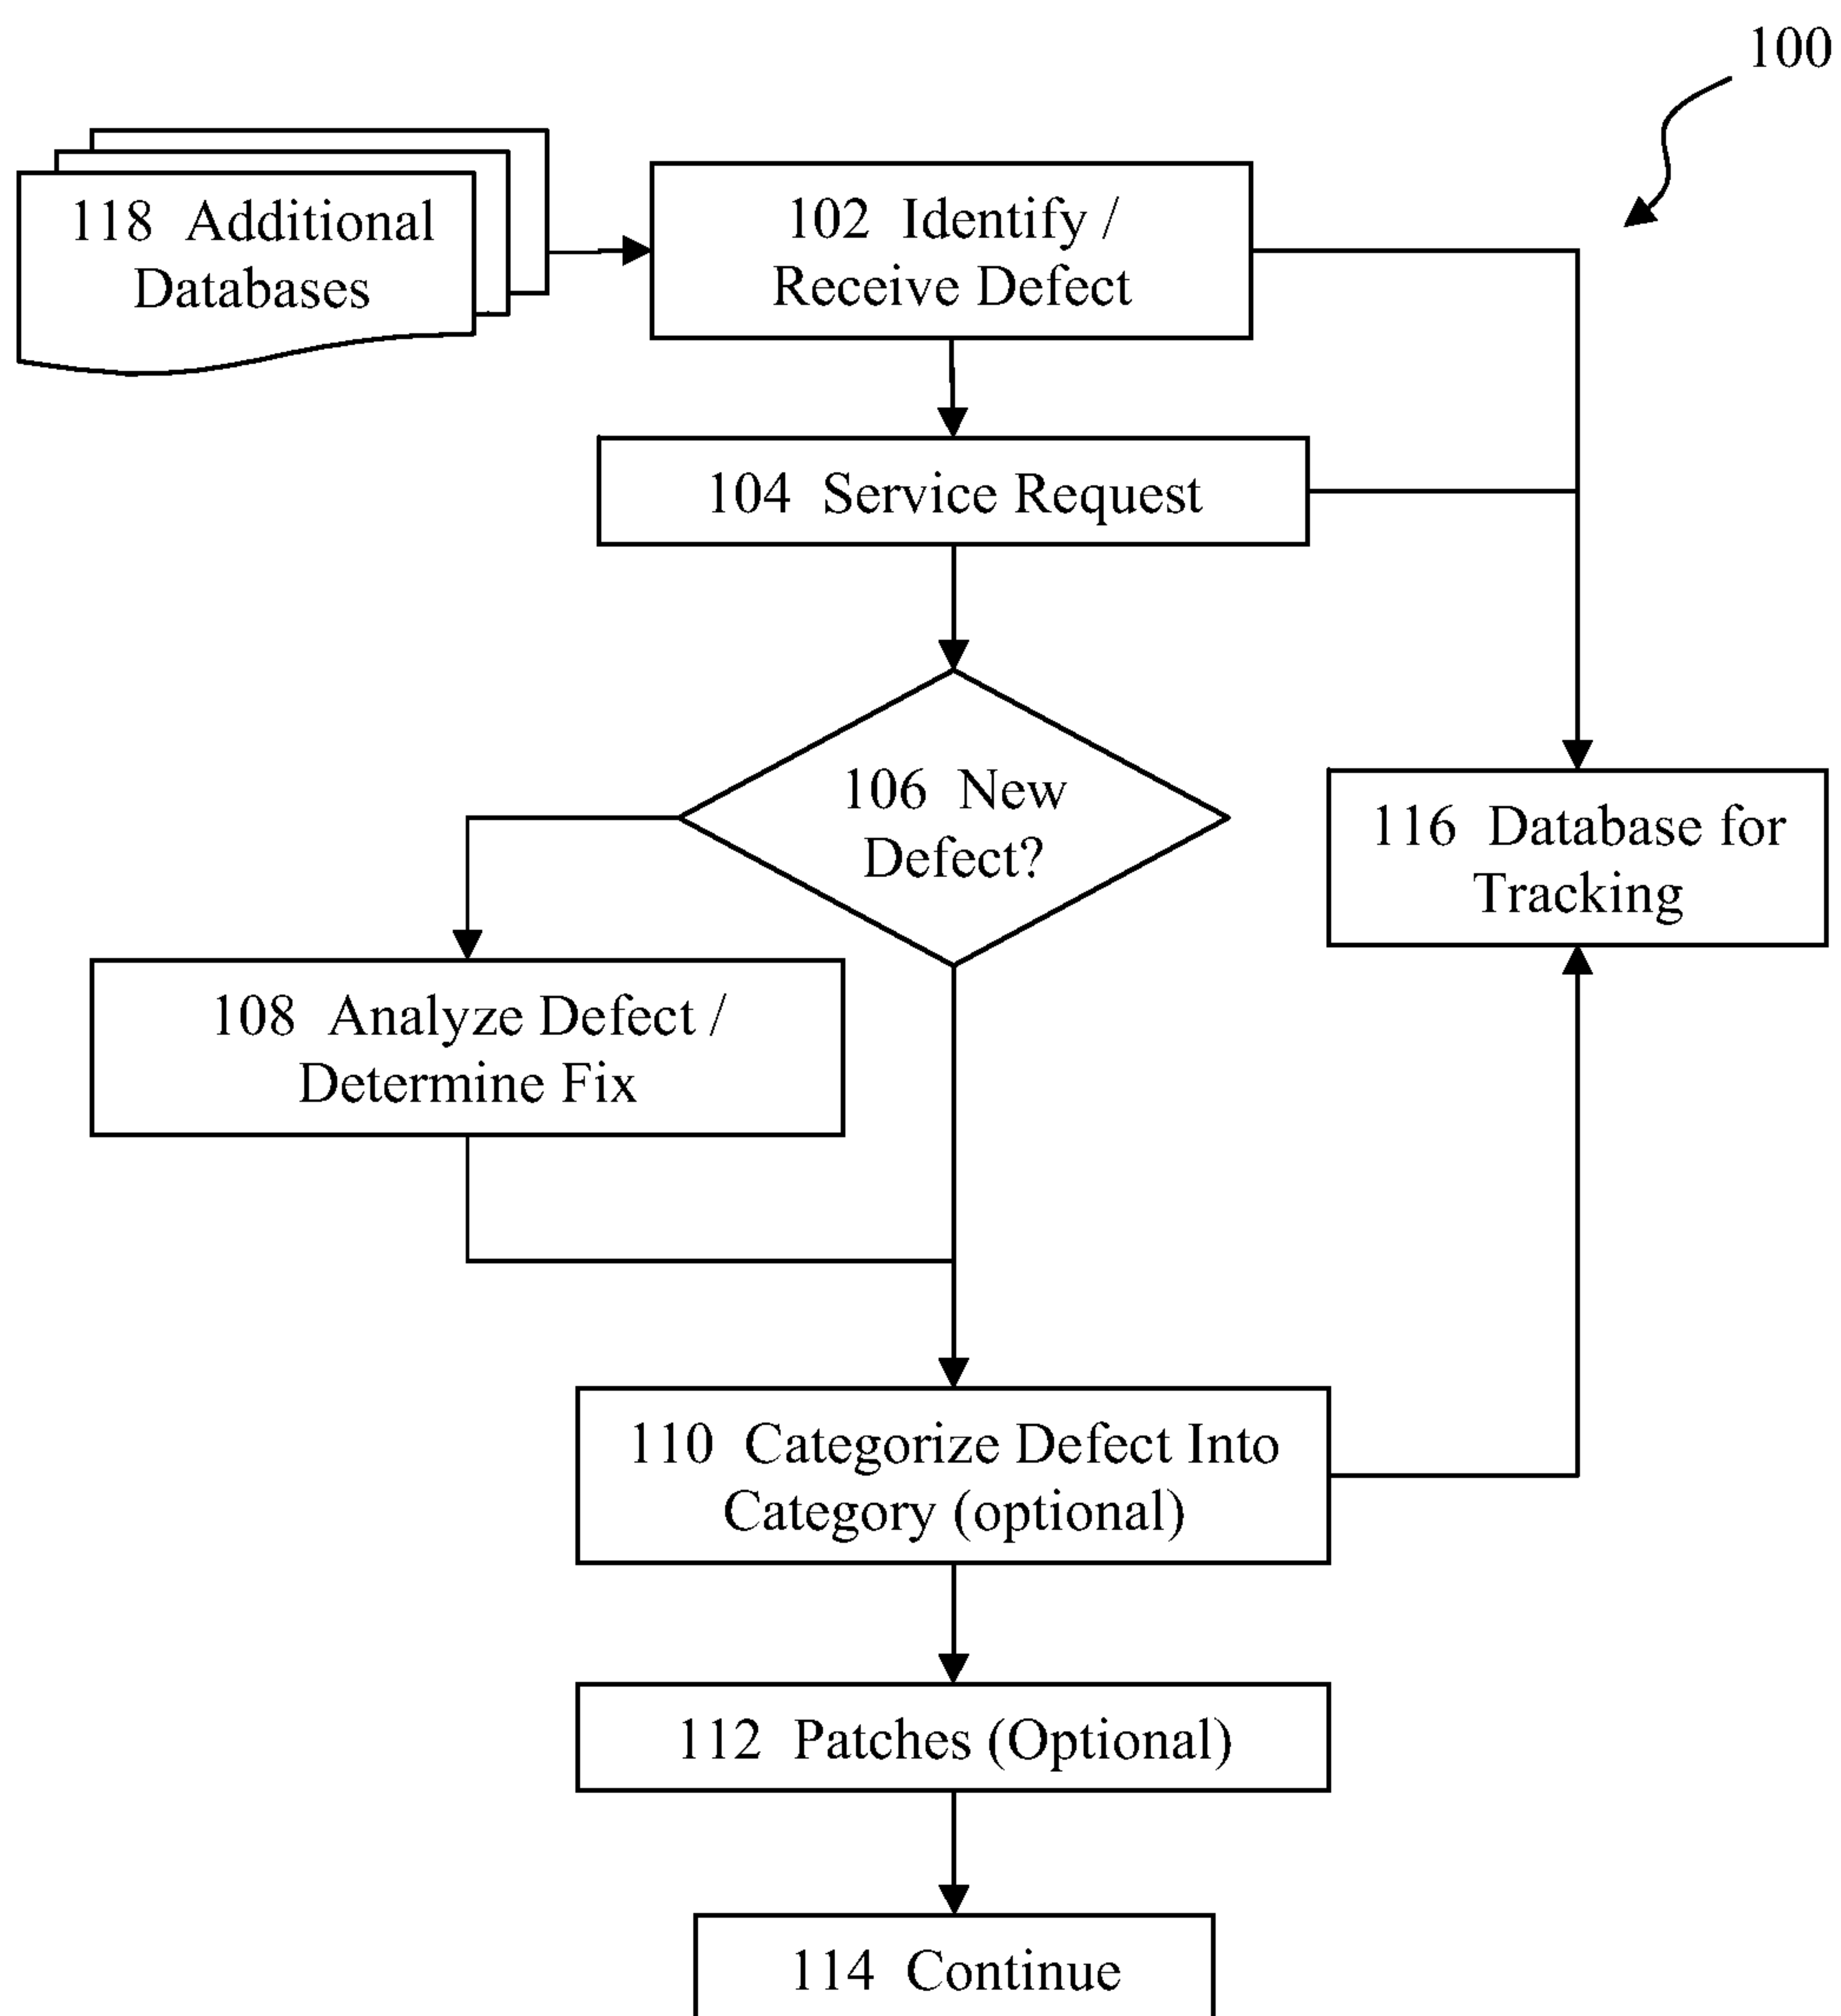 100
118 Additional
Databases
102 Identify /
Receive Defect
104 Service Request
106 New
Defect?
116 Database for
Tracking
108 Analyze Defect /
Determine Fix
110 Categorize Defect Into
Category (optional)
112 Patches (Optional)
114 Continue